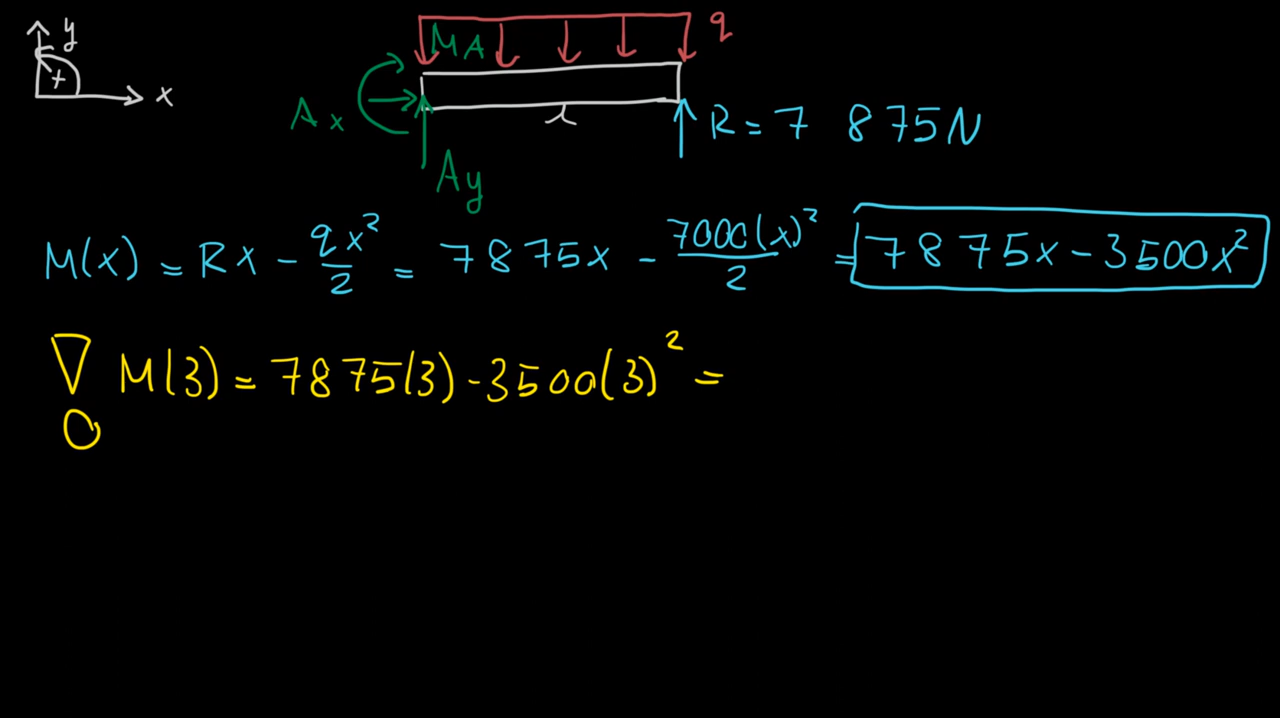 y
+
x
q
MA
Ax
Ay
λ
R = 7 875N
M(x) = Rx - qx²/2 = 7875x - 7000(x)²/2 = 7875x - 3500x²
M(3) = 7875(3) - 3500(3)² =